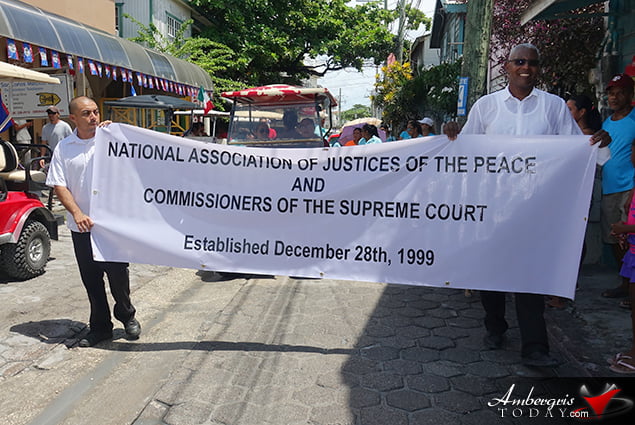 NATIONAL ASSOCIATION OF JUSTICES OF THE PEACE
AND
COMMISSIONERS OF THE SUPREME COURT
Established December 28th, 1999
Ambergris
TODAY.com